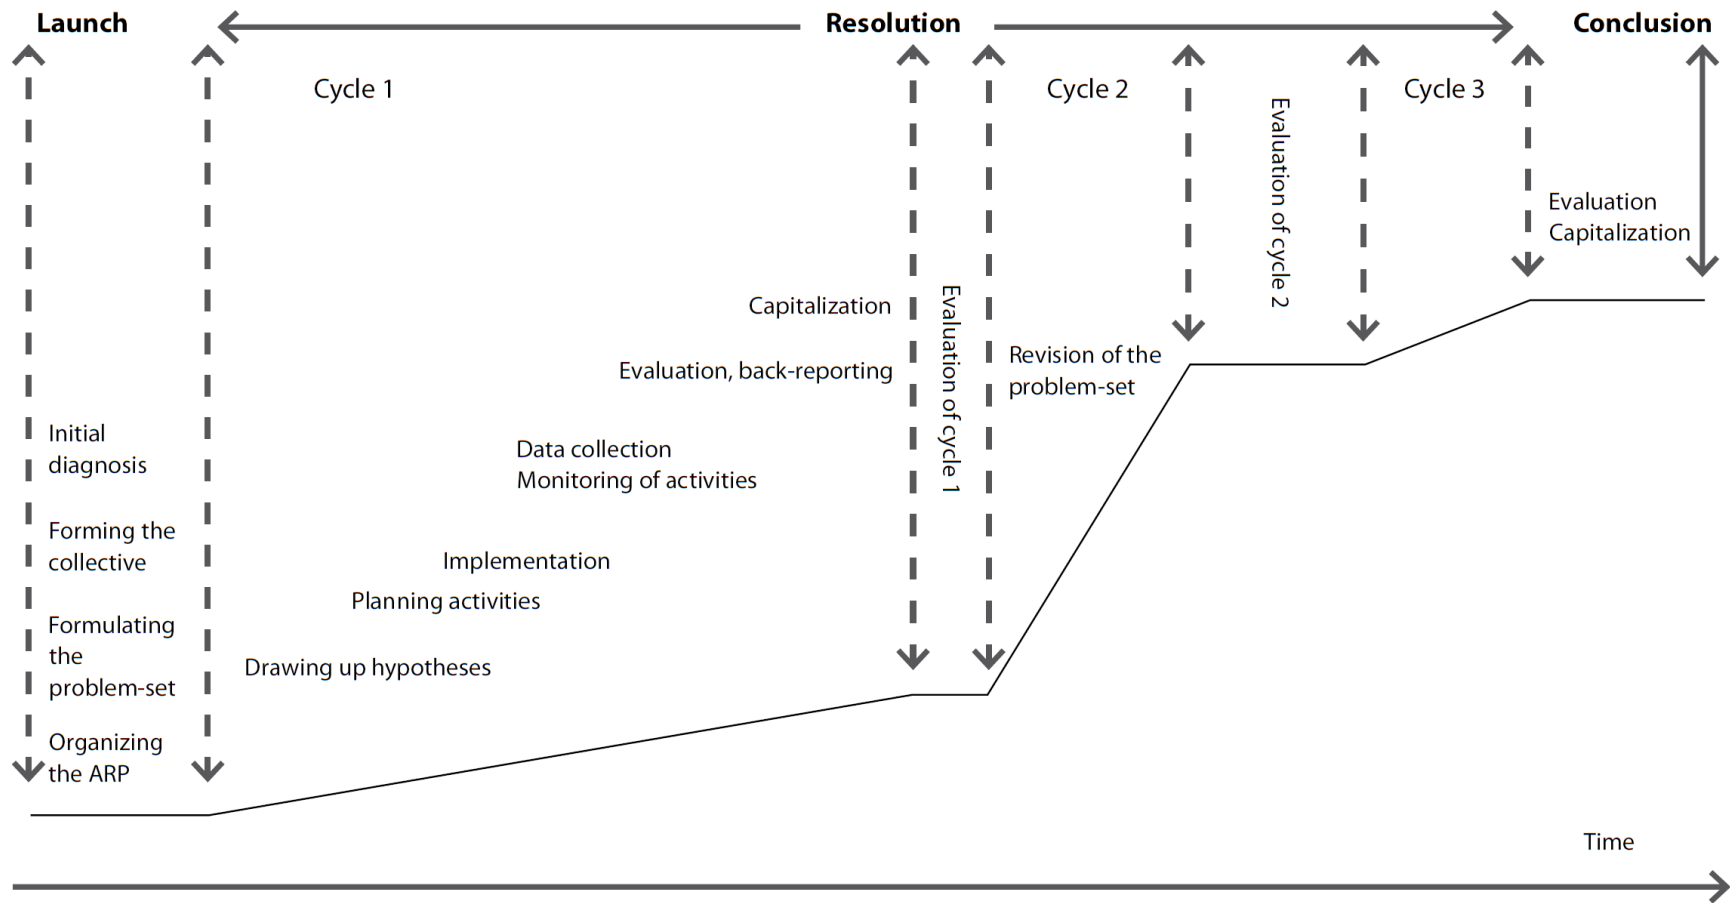 Launch
Resolution
Conclusion
Cycle 1
Cycle 2
Cycle 3
Initial
diagnosis
Forming the
collective
Formulating
the
problem-set
Organizing
the ARP
Drawing up hypotheses
Planning activities
Implementation
Data collection
Monitoring of activities
Evaluation, back-reporting
Capitalization
Evaluation of cycle 1
Revision of the
problem-set
Evaluation of cycle 2
Evaluation
Capitalization
Time